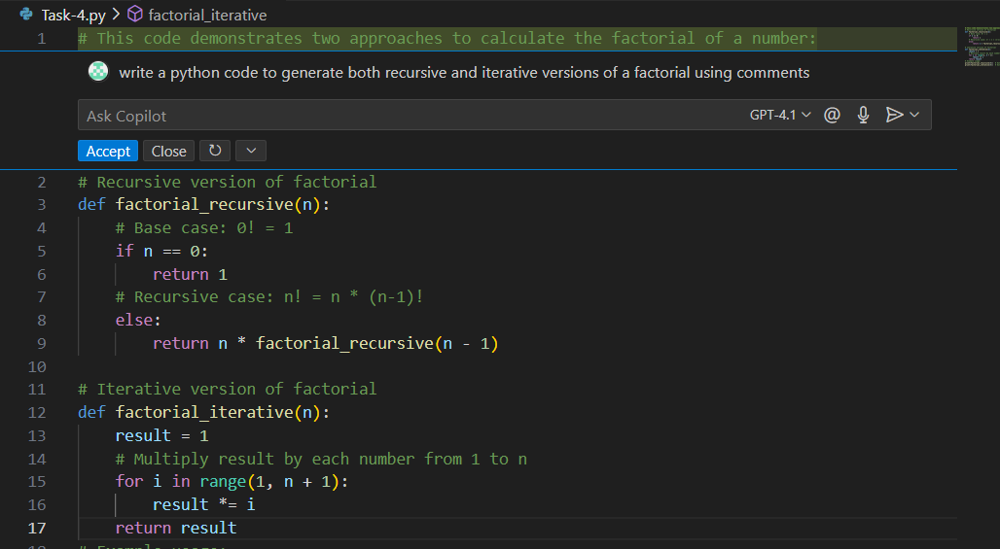 Task-4.py > factorial_iterative
1 # This code demonstrates two approaches to calculate the factorial of a number:
write a python code to generate both recursive and iterative versions of a factorial using comments
Ask Copilot GPT-4.1 @
Accept Close
2 # Recursive version of factorial
3 def factorial_recursive(n):
4     # Base case: 0! = 1
5     if n == 0:
6         return 1
7     # Recursive case: n! = n * (n-1)!
8     else:
9         return n * factorial_recursive(n - 1)
10
11 # Iterative version of factorial
12 def factorial_iterative(n):
13     result = 1
14     # Multiply result by each number from 1 to n
15     for i in range(1, n + 1):
16         result *= i
17     return result